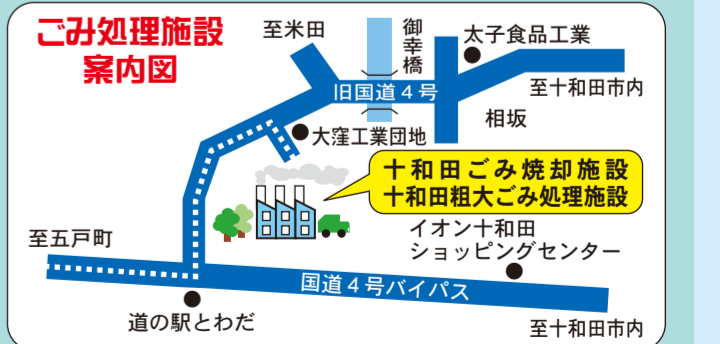 ごみ処理施設
案内図
至米田
御幸橋
太子食品工業
旧国道4号
至十和田市内
相坂
大窪工業団地
十和田ごみ焼却施設
十和田粗大ごみ処理施設
至五戸町
イオン十和田
ショッピングセンター
国道4号バイパス
道の駅とわだ
至十和田市内